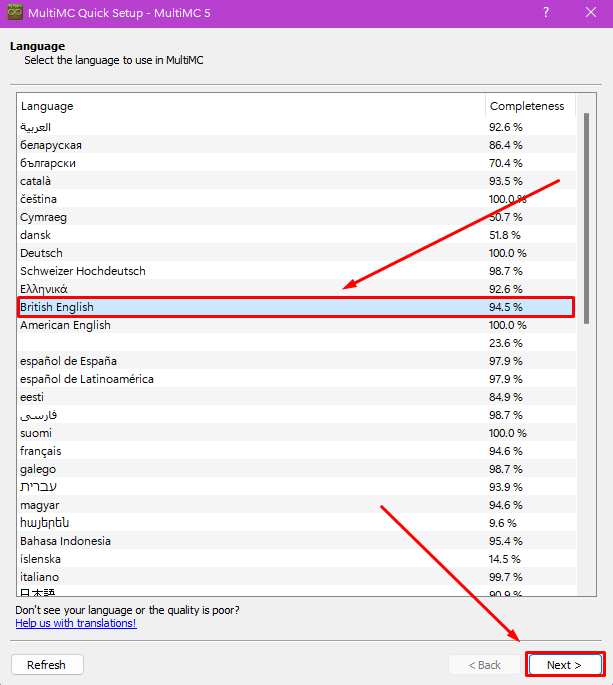 MultiMC Quick Setup - MultiMC 5
Language
Select the language to use in MultiMC
Language Completeness
العربية 92.6 %
беларуская 86.4 %
български 70.4 %
català 93.5 %
čeština 100.0 %
Cymraeg 50.7 %
dansk 51.8 %
Deutsch 100.0 %
Schweizer Hochdeutsch 98.7 %
Ελληνικά 92.6 %
British English 94.5 %
American English 100.0 %
23.6 %
español de España 97.9 %
español de Latinoamérica 97.9 %
eesti 84.9 %
فارسی 98.7 %
suomi 100.0 %
français 94.6 %
galego 98.7 %
עברית 93.9 %
magyar 94.6 %
հայերեն 9.6 %
Bahasa Indonesia 95.4 %
íslenska 14.5 %
italiano 99.7 %
日本語 90.9 %
Don't see your language or the quality is poor?
Help us with translations!
Refresh < Back Next >